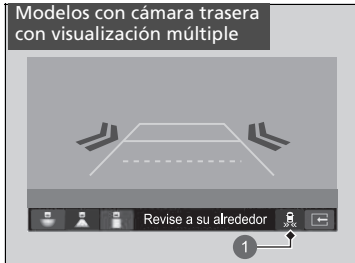 Modelos con cámara trasera
con visualización múltiple
Revise a su alrededor
1